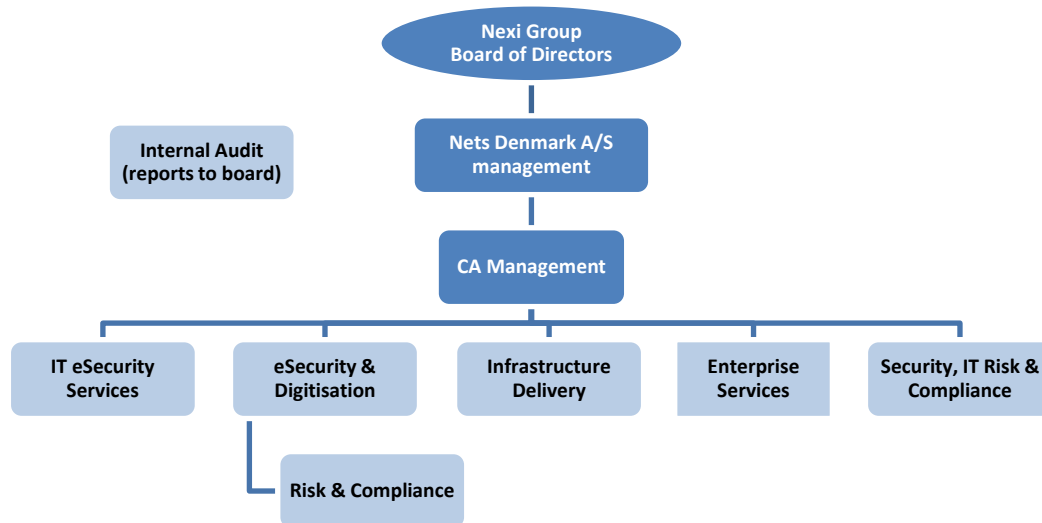 Nexi Group
Board of Directors
Internal Audit
(reports to board)
Nets Denmark A/S
management
CA Management
IT eSecurity
Services
eSecurity &
Digitisation
Infrastructure
Delivery
Enterprise
Services
Security, IT Risk &
Compliance
Risk & Compliance